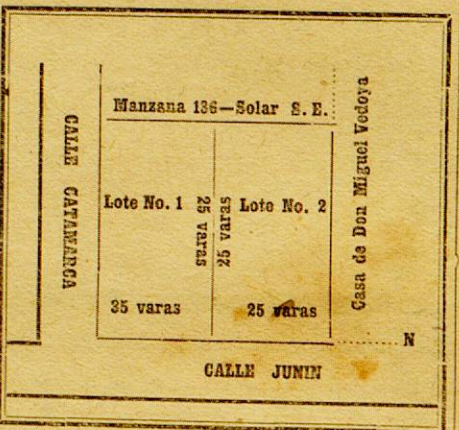 Manzana 136—Solar S. E.
CALLE CATAMARCA
Lote No. 1
25 varas
25 varas
Lote No. 2
Casa de Don Miguel Vedoya
35 varas
25 varas
N
CALLE JUNIN